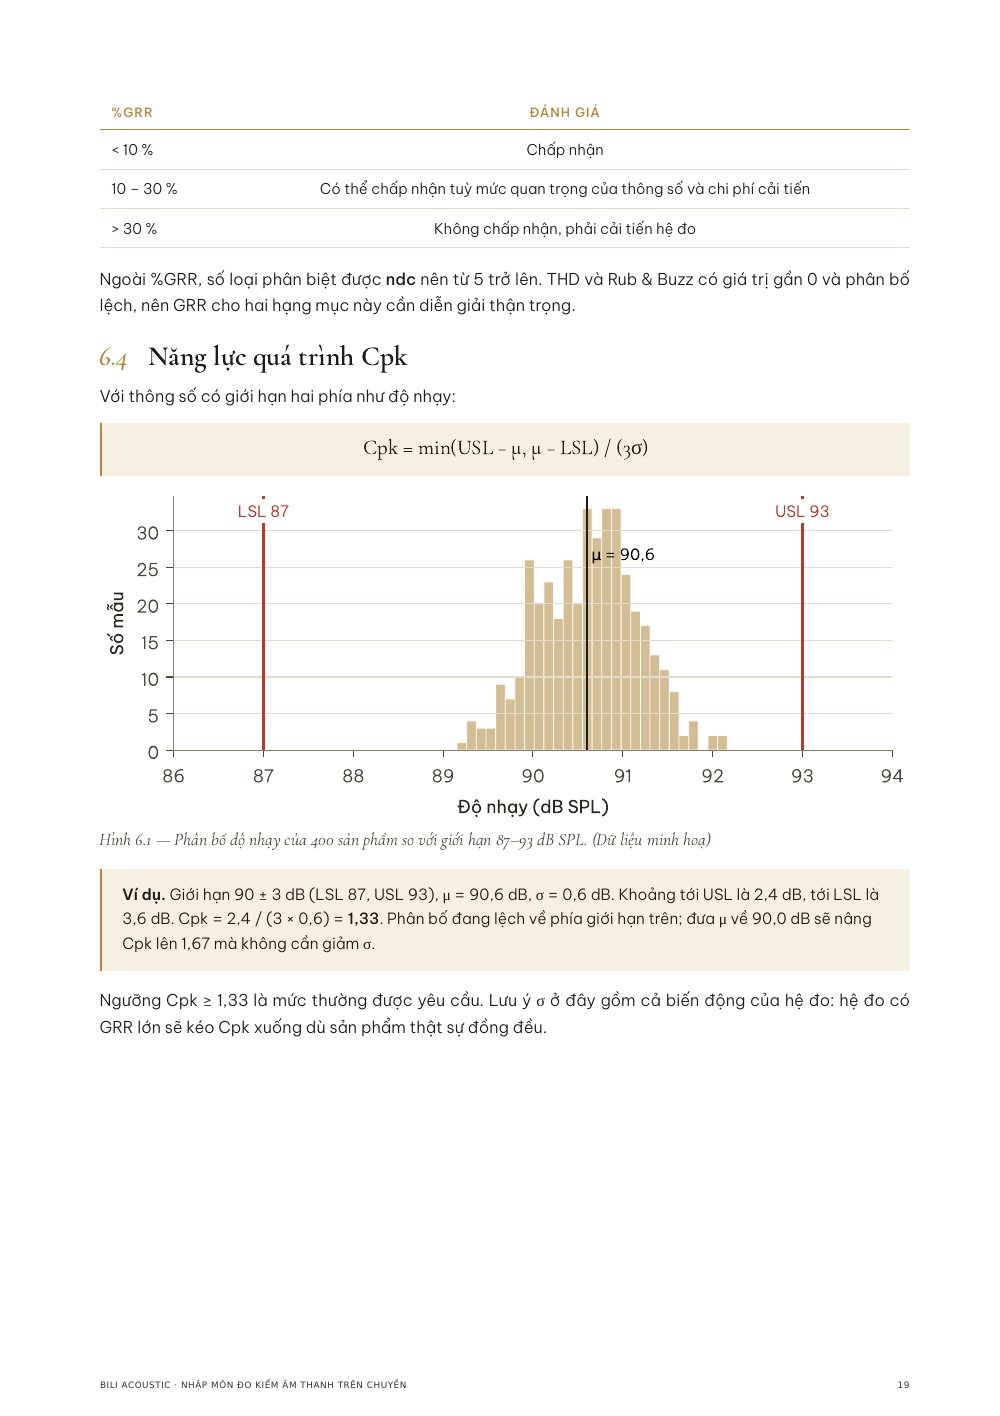 %GRR ĐÁNH GIÁ
< 10 % Chấp nhận
10 – 30 % Có thể chấp nhận tuỳ mức quan trọng của thông số và chi phí cải tiến
> 30 % Không chấp nhận, phải cải tiến hệ đo
Ngoài %GRR, số loại phân biệt được ndc nên từ 5 trở lên. THD và Rub & Buzz có giá trị gần 0 và phân bố
lệch, nên GRR cho hai hạng mục này cần diễn giải thận trọng.
6.4 Năng lực quá trình Cpk
Với thông số có giới hạn hai phía như độ nhạy:
Cpk = min(USL − μ, μ − LSL) / (3σ)
LSL 87 USL 93
μ = 90,6
Số mẫu
30
25
20
15
10
5
0
86 87 88 89 90 91 92 93 94
Độ nhạy (dB SPL)
Hình 6.1 — Phân bố độ nhạy của 400 sản phẩm so với giới hạn 87–93 dB SPL. (Dữ liệu minh hoạ)
Ví dụ. Giới hạn 90 ± 3 dB (LSL 87, USL 93), μ = 90,6 dB, σ = 0,6 dB. Khoảng tới USL là 2,4 dB, tới LSL là
3,6 dB. Cpk = 2,4 / (3 × 0,6) = 1,33. Phân bố đang lệch về phía giới hạn trên; đưa μ về 90,0 dB sẽ nâng
Cpk lên 1,67 mà không cần giảm σ.
Ngưỡng Cpk ≥ 1,33 là mức thường được yêu cầu. Lưu ý σ ở đây gồm cả biến động của hệ đo: hệ đo có
GRR lớn sẽ kéo Cpk xuống dù sản phẩm thật sự đồng đều.
BILI ACOUSTIC · NHẬP MÔN ĐO KIỂM ÂM THANH TRÊN CHUYỀN 19